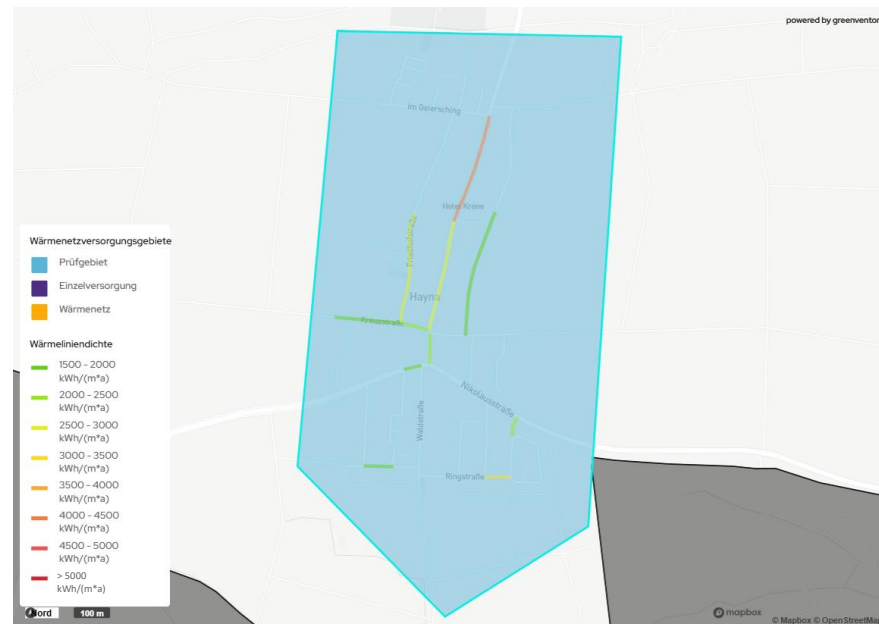 powered by greenventory
Im Geiersching
Hotel Krone
Friedhofstraße
Hayna
Kreuzstraße
Nikolausstraße
Waldstraße
Ringstraße
Wärmenetzversorgungsgebiete
Prüfgebiet
Einzelversorgung
Wärmenetz
Wärmeliniendichte
1500 - 2000
kWh/(m*a)
2000 - 2500
kWh/(m*a)
2500 - 3000
kWh/(m*a)
3000 - 3500
kWh/(m*a)
3500 - 4000
kWh/(m*a)
4000 - 4500
kWh/(m*a)
4500 - 5000
kWh/(m*a)
> 5000
kWh/(m*a)
Nord 100 m
mapbox
© Mapbox © OpenStreetMa